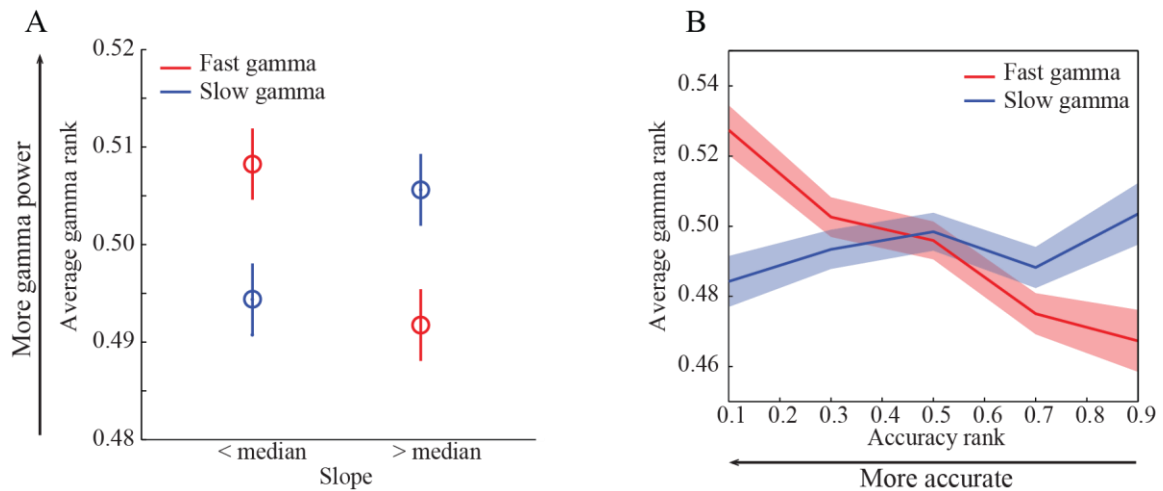 A
More gamma power
Average gamma rank
0.52
0.51
0.50
0.49
0.48
Fast gamma
Slow gamma
< median
> median
Slope
B
Average gamma rank
0.54
0.52
0.50
0.48
0.46
Fast gamma
Slow gamma
0.1 0.2 0.3 0.4 0.5 0.6 0.7 0.8 0.9
Accuracy rank
More accurate